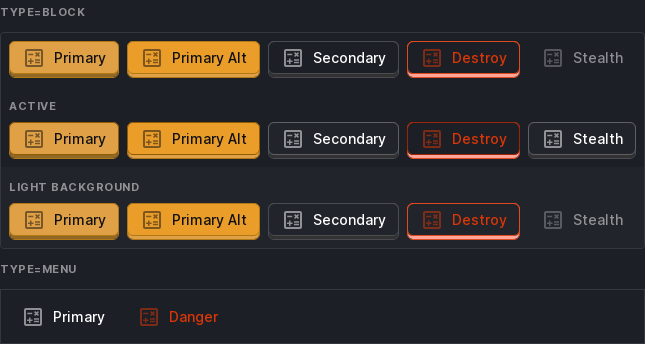 TYPE=BLOCK
Primary Primary Alt Secondary Destroy Stealth
ACTIVE
Primary Primary Alt Secondary Destroy Stealth
LIGHT BACKGROUND
Primary Primary Alt Secondary Destroy Stealth
TYPE=MENU
Primary Danger